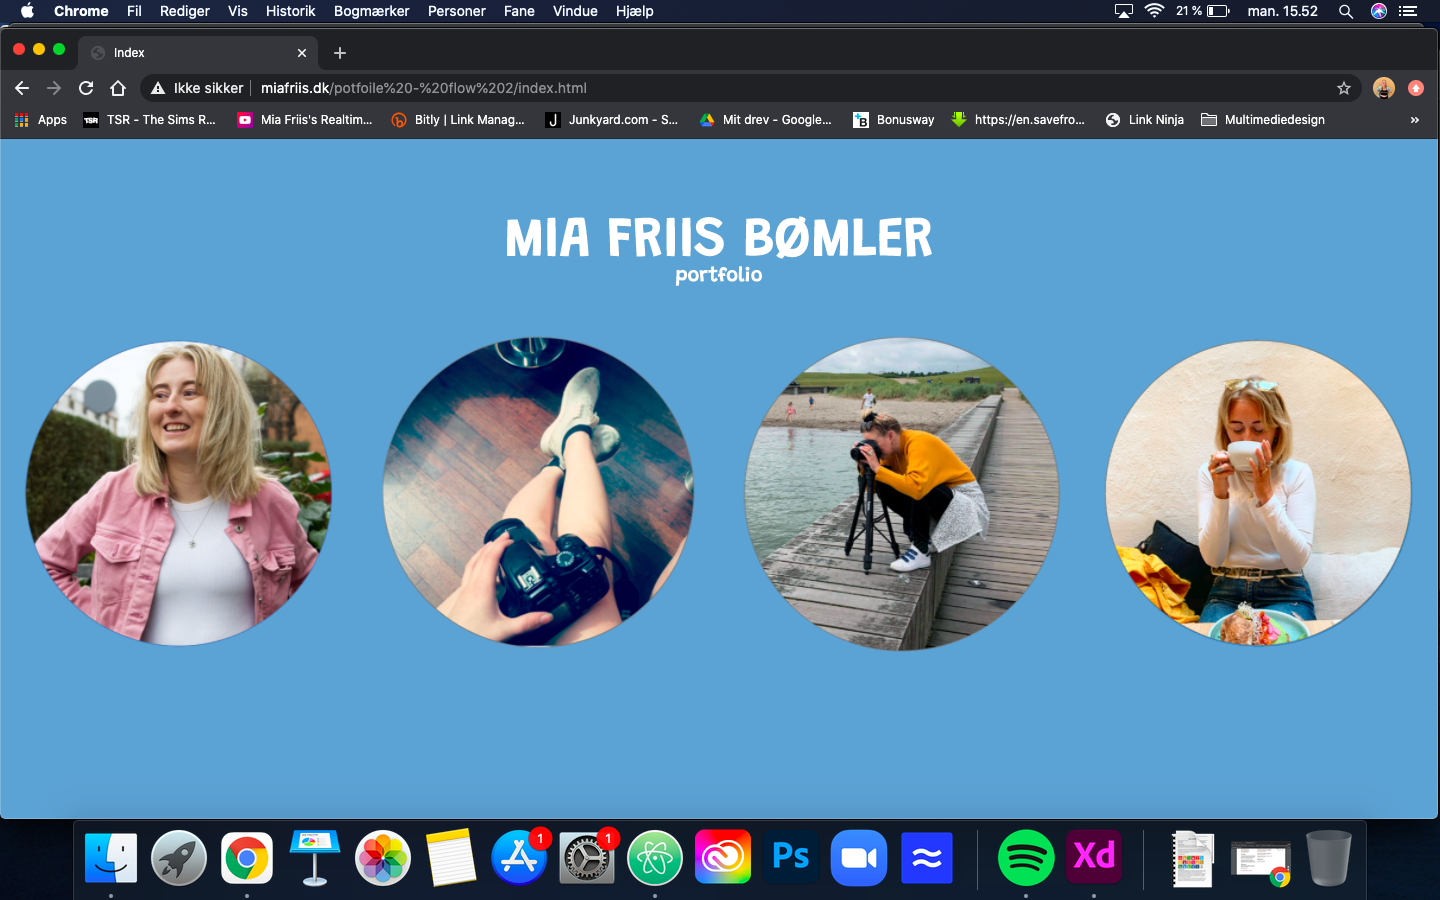 Chrome Fil Rediger Vis Historik Bogmærker Personer Fane Vindue Hjælp 21 % man. 15.52
Index
Ikke sikker miafriis.dk/potfoile%20-%20flow%202/index.html
Apps TSR - The Sims R... Mia Friis's Realtim... Bitly | Link Manag... Junkyard.com - S... Mit drev - Google... Bonusway https://en.savefro... Link Ninja Multimediedesign »
MIA FRIIS BØMLER
portfolio
1 1 Ps Xd